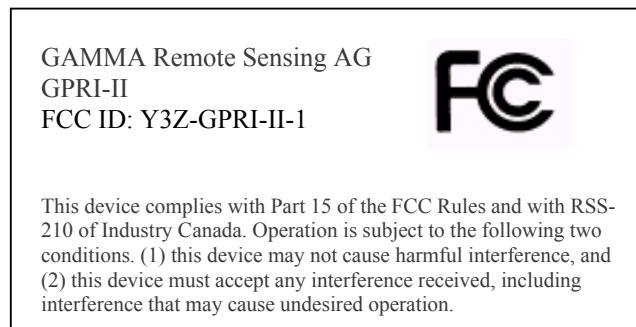 GAMMA Remote Sensing AG
GPRI-II
FCC ID: Y3Z-GPRI-II-1
FC
This device complies with Part 15 of the FCC Rules and with RSS-
210 of Industry Canada. Operation is subject to the following two
conditions. (1) this device may not cause harmful interference, and
(2) this device must accept any interference received, including
interference that may cause undesired operation.